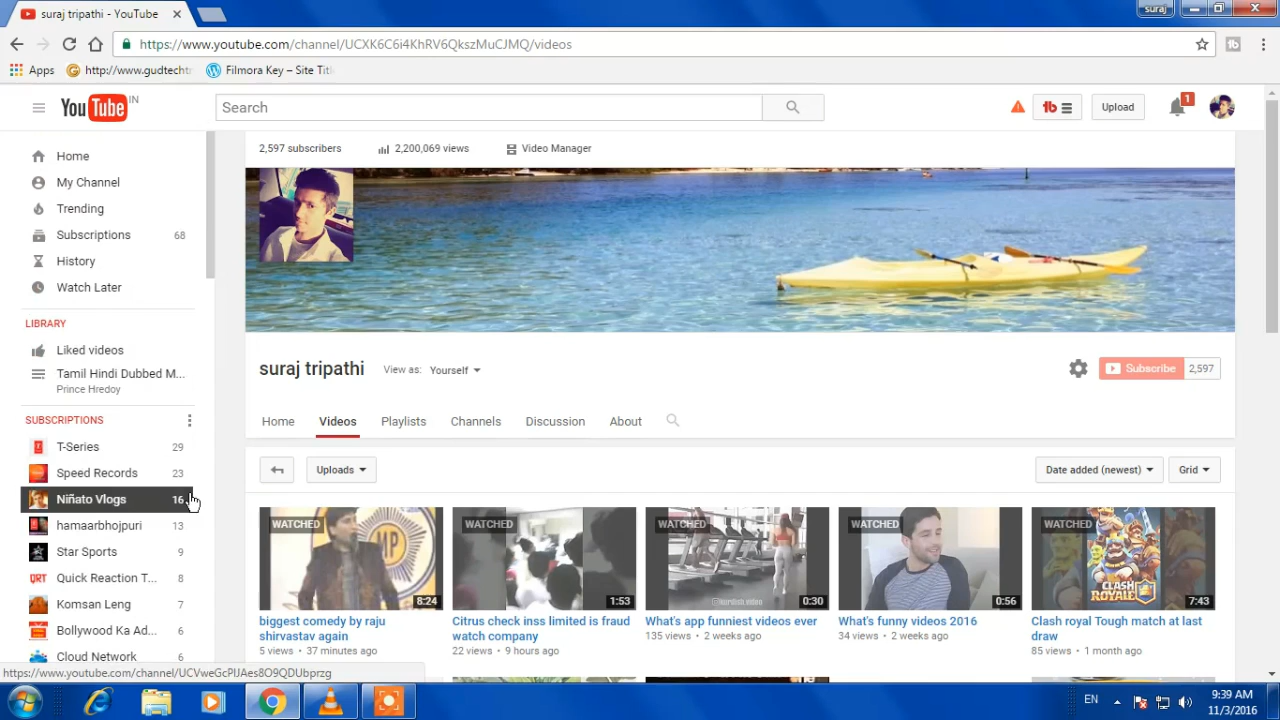 suraj tripathi - YouTube
suraj
https://www.youtube.com/channel/UCXK6C6i4KhRV6QkszMuCJMQ/videos
Apps
http://www.gudtechtr
Filmora Key – Site Titl
YouTube IN
Search
Upload
1
Home
My Channel
Trending
Subscriptions 68
History
Watch Later
LIBRARY
Liked videos
Tamil Hindi Dubbed M...
Prince Hredoy
SUBSCRIPTIONS
T-Series 29
Speed Records 23
Niñato Vlogs 16
hamaarbhojpuri 13
Star Sports 9
QRT Quick Reaction T... 8
Komsan Leng 7
Bollywood Ka Ad... 6
Cloud Network 6
2,597 subscribers
2,200,069 views
Video Manager
suraj tripathi
View as: Yourself
Subscribe 2,597
Home Videos Playlists Channels Discussion About
Uploads
Date added (newest)
Grid
WATCHED
8:24
biggest comedy by raju
shirvastav again
5 views • 37 minutes ago
WATCHED
1:53
Citrus check inss limited is fraud
watch company
22 views • 9 hours ago
WATCHED
0:30
What's app funniest videos ever
135 views • 2 weeks ago
WATCHED
0:56
What's funny videos 2016
34 views • 2 weeks ago
WATCHED
CLASH
ROYALE
7:43
Clash royal Tough match at last
draw
85 views • 1 month ago
https://www.youtube.com/channel/UCVweGcPIJAes8O9QDUbprzg
EN
9:39 AM
11/3/2016